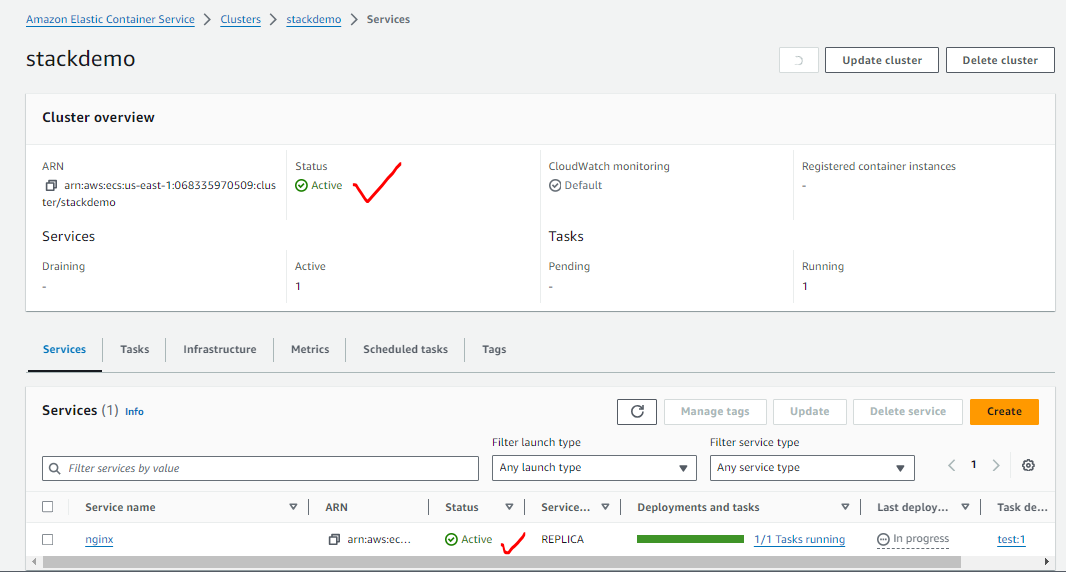 Amazon Elastic Container Service > Clusters > stackdemo > Services
stackdemo
Update cluster
Delete cluster
Cluster overview
ARN
Status
CloudWatch monitoring
Registered container instances
arn:aws:ecs:us-east-1:068335970509:clus
ter/stackdemo
Active
Default
-
Services
Tasks
Draining
Active
Pending
Running
-
1
-
1
Services
Tasks
Infrastructure
Metrics
Scheduled tasks
Tags
Services (1) Info
Manage tags
Update
Delete service
Create
Filter launch type
Filter service type
Filter services by value
Any launch type
Any service type
1
Service name
ARN
Status
Service...
Deployments and tasks
Last deploy...
Task de...
nginx
arn:aws:ec...
Active
REPLICA
1/1 Tasks running
In progress
test:1